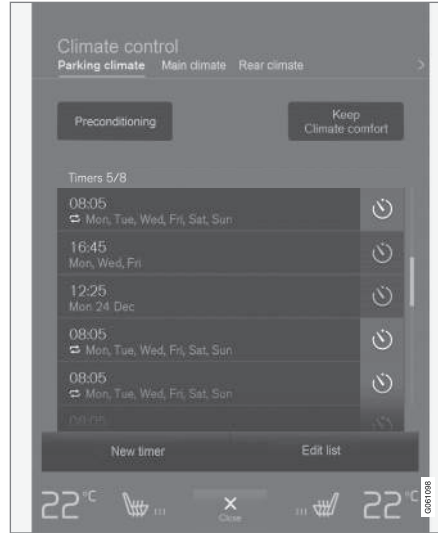 Climate control
Parking climate Main climate Rear climate
Preconditioning
Keep
Climate comfort
Timers 5/8
08:05
Mon, Tue, Wed, Fri, Sat, Sun
16:45
Mon, Wed, Fri
12:25
Mon 24 Dec
08:05
Mon, Tue, Wed, Fri, Sat, Sun
08:05
Mon, Tue, Wed, Fri, Sat, Sun
08:05
New timer Edit list
22°C Close 22°C
G061098